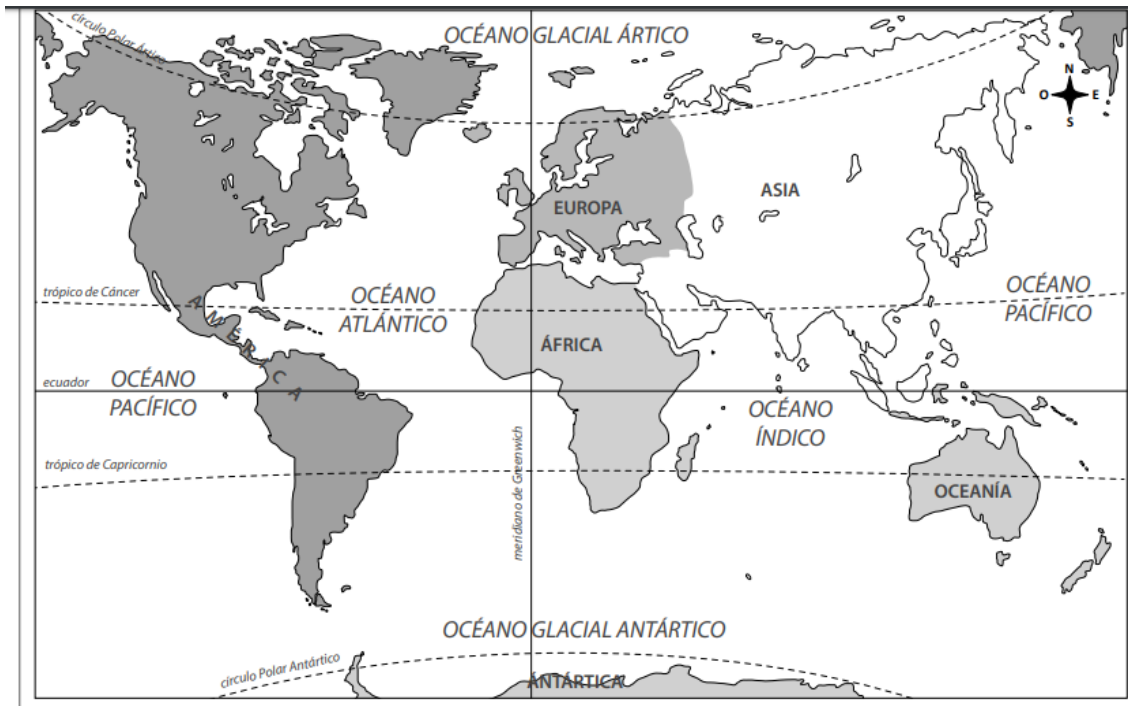 OCÉANO GLACIAL ÁRTICO
círculo Polar Ártico
N
O E
S
EUROPA
ASIA
trópico de Cáncer
OCÉANO
ATLÁNTICO
OCÉANO
PACÍFICO
AMÉRICA
ÁFRICA
ecuador
OCÉANO
PACÍFICO
OCÉANO
ÍNDICO
trópico de Capricornio
meridiano de Greenwich
OCEANÍA
OCÉANO GLACIAL ANTÁRTICO
círculo Polar Antártico
ÁNTÁRTICA